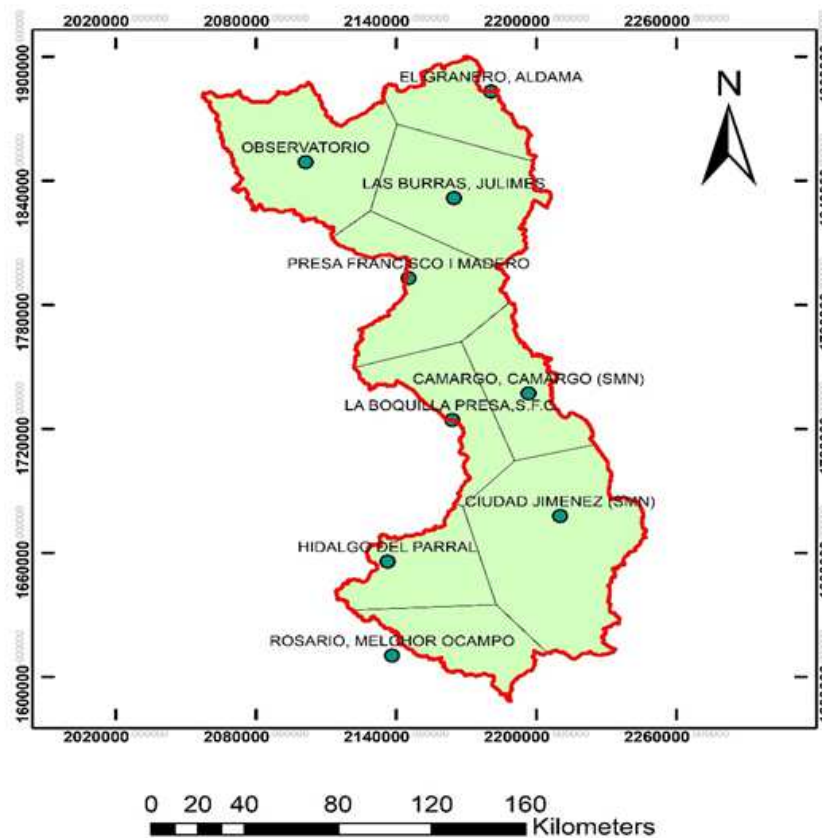 2020000 2080000 2140000 2200000 2260000
1900000
EL GRANERO, ALDAMA
N
OBSERVATORIO
1840000
LAS BURRAS, JULIMES
PRESA FRANCISCO I MADERO
1780000
CAMARGO, CAMARGO (SMN)
LA BOQUILLA PRESA,S.F.C.
1720000
CIUDAD JIMENEZ (SMN)
HIDALGO DEL PARRAL
1660000
ROSARIO, MELCHOR OCAMPO
1600000
2020000 2080000 2140000 2200000 2260000
0 20 40 80 120 160
Kilometers